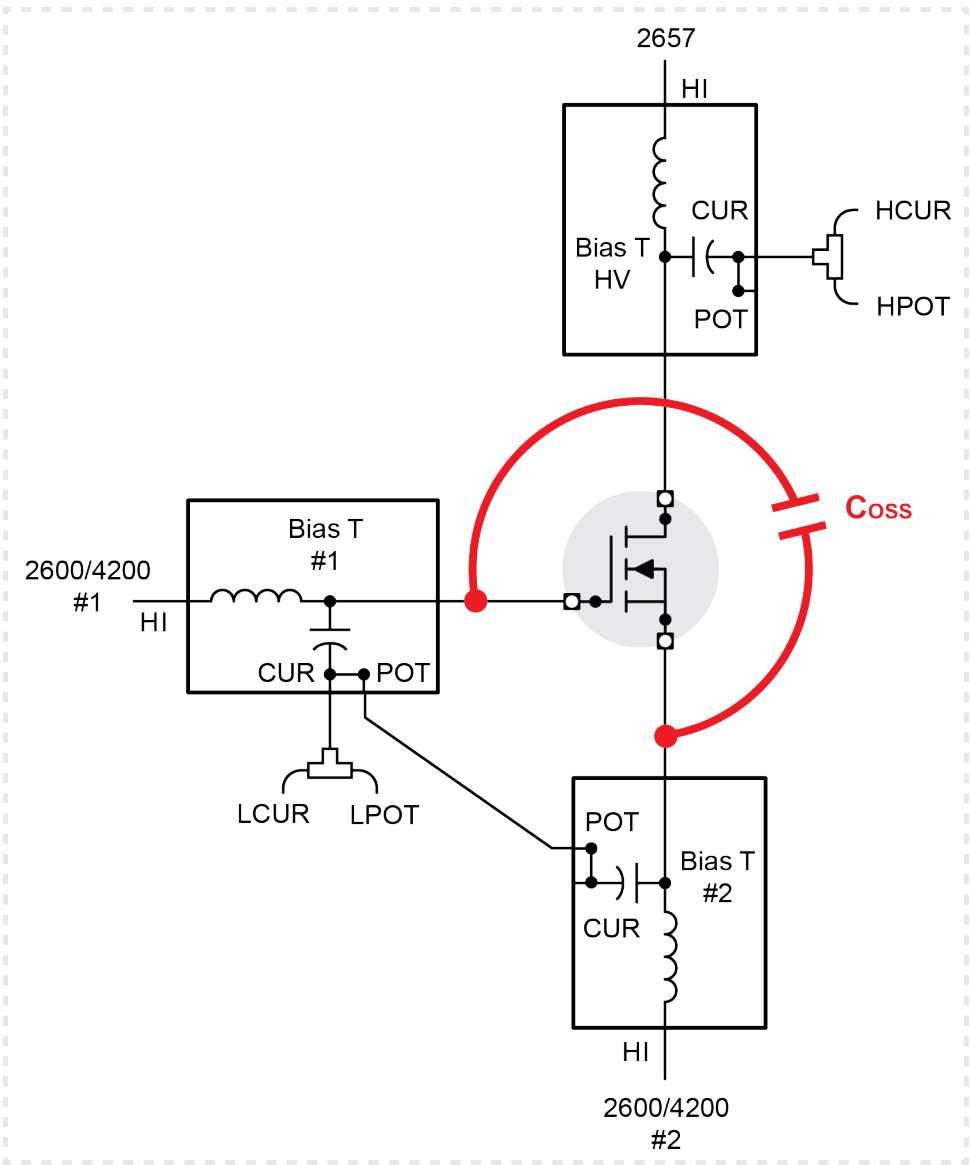 2657
HI
CUR
HCUR
Bias T
HV
HPOT
POT
Coss
Bias T
#1
2600/4200
#1
HI
CUR
POT
LCUR
LPOT
POT
Bias T
#2
CUR
HI
2600/4200
#2